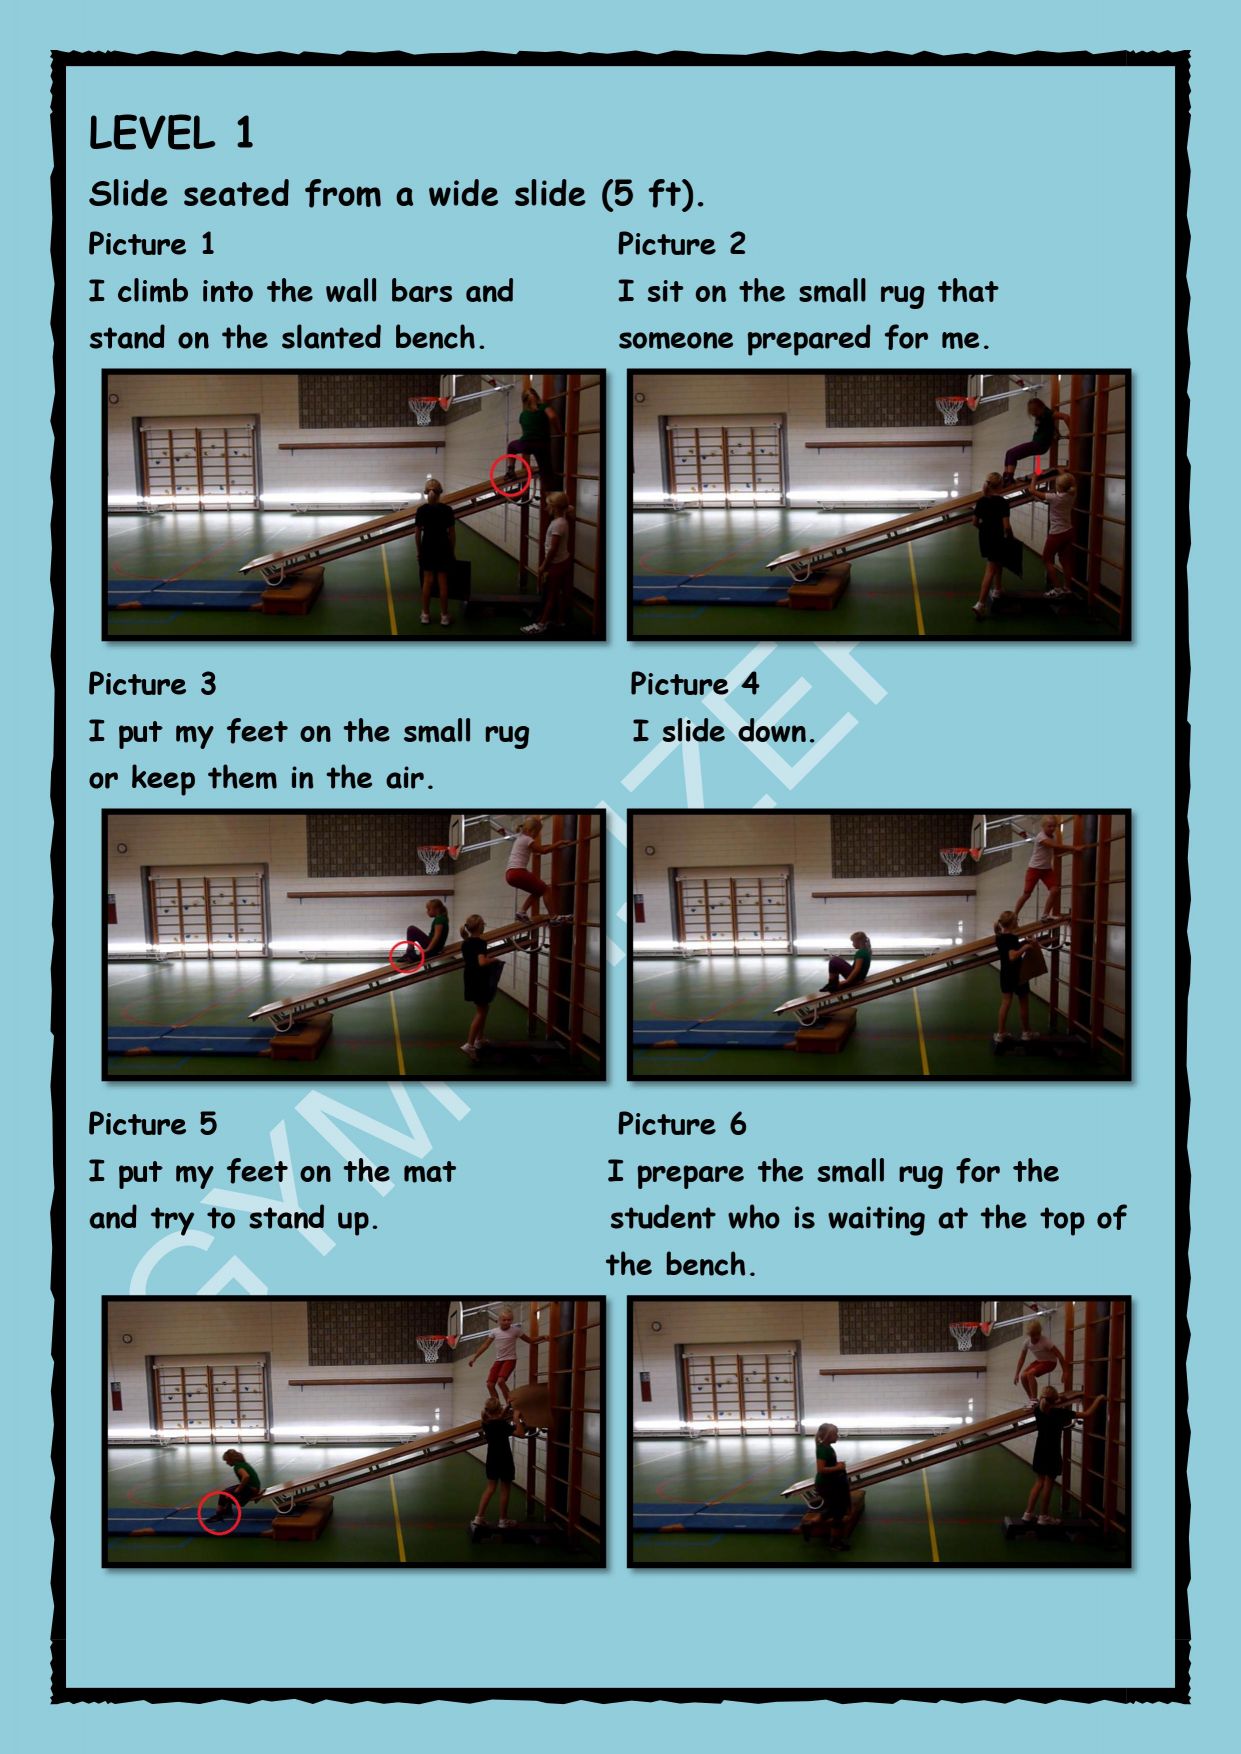 LEVEL 1
Slide seated from a wide slide (5 ft).
Picture 1
I climb into the wall bars and
stand on the slanted bench.
Picture 2
I sit on the small rug that
someone prepared for me.
Picture 3
I put my feet on the small rug
or keep them in the air.
Picture 4
I slide down.
Picture 5
I put my feet on the mat
and try to stand up.
Picture 6
I prepare the small rug for the
student who is waiting at the top of
the bench.